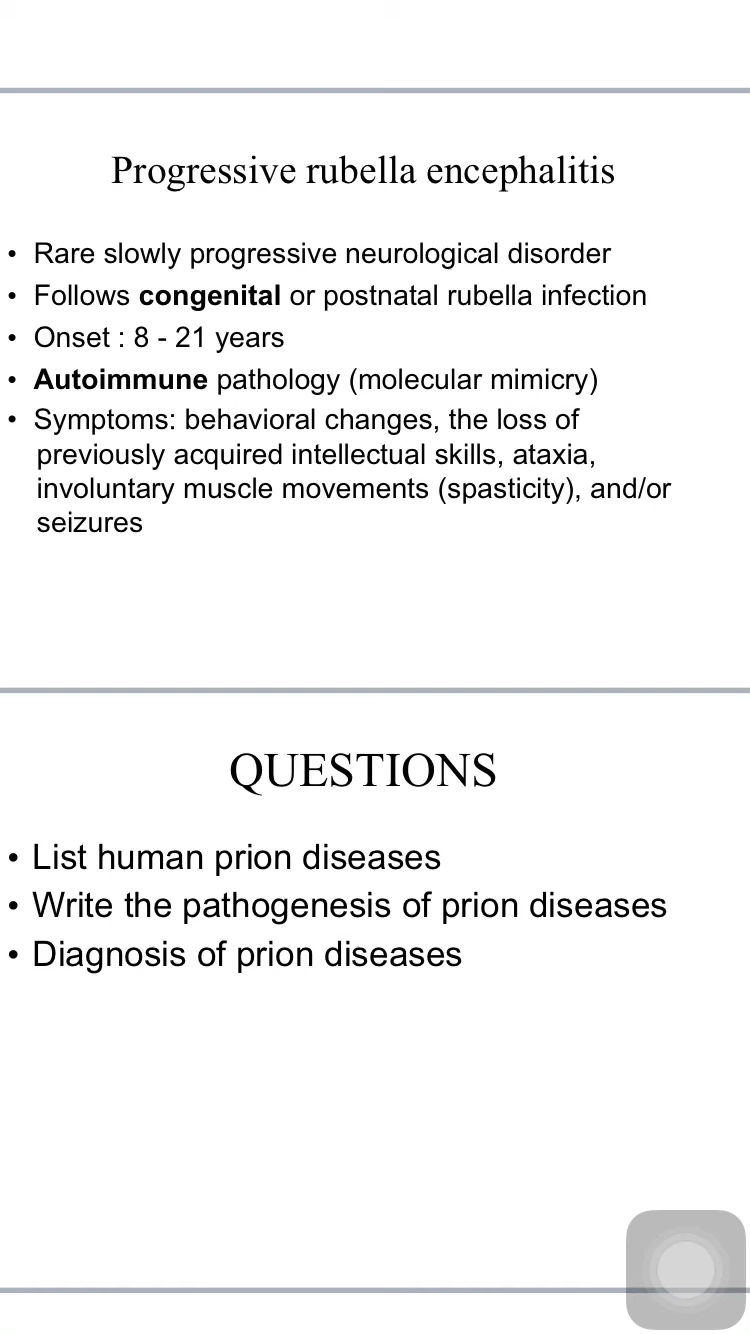 Progressive rubella encephalitis
• Rare slowly progressive neurological disorder
• Follows congenital or postnatal rubella infection
• Onset : 8 - 21 years
• Autoimmune pathology (molecular mimicry)
• Symptoms: behavioral changes, the loss of
previously acquired intellectual skills, ataxia,
involuntary muscle movements (spasticity), and/or
seizures
QUESTIONS
• List human prion diseases
• Write the pathogenesis of prion diseases
• Diagnosis of prion diseases